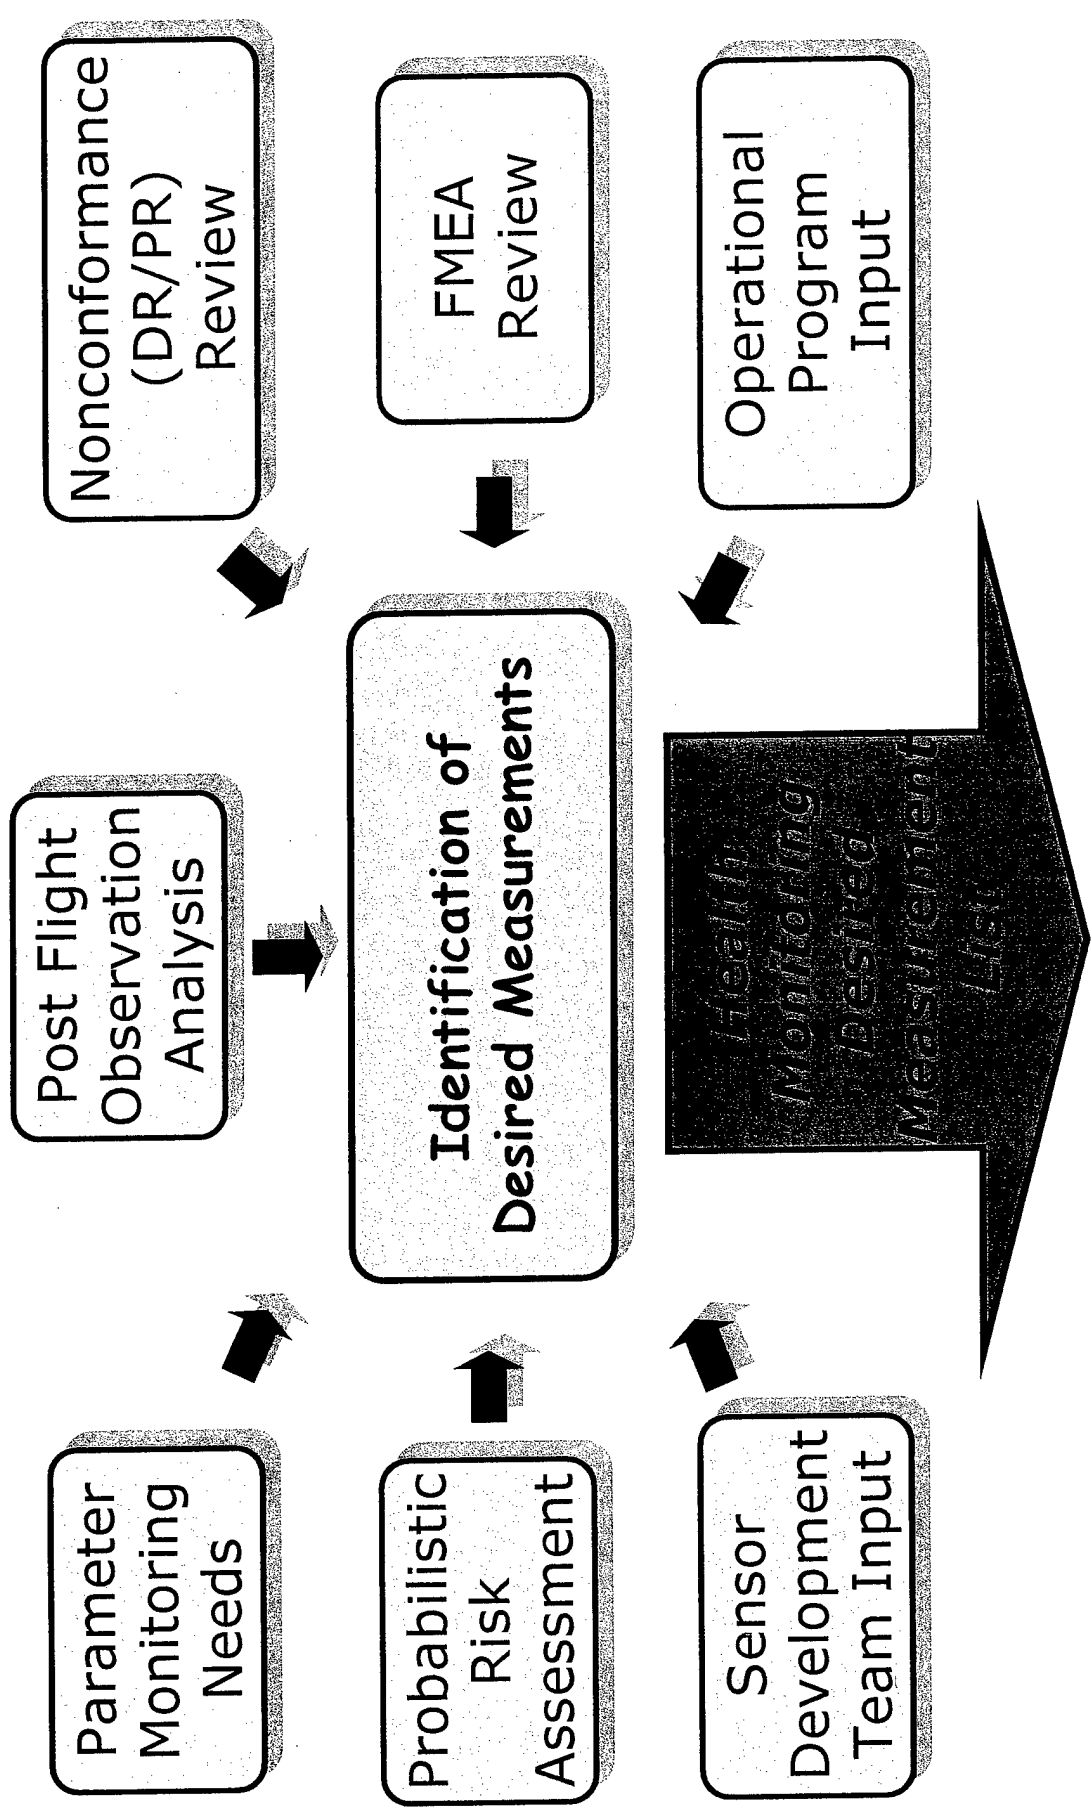 Parameter
Monitoring
Needs
Post Flight
Observation
Analysis
Nonconformance
(DR/PR)
Review
Probabilistic
Risk
Assessment
Identification of
Desired Measurements
FMEA
Review
Sensor
Development
Team Input
Health
Monitoring
Desired
Measurement
List
Operational
Program
Input